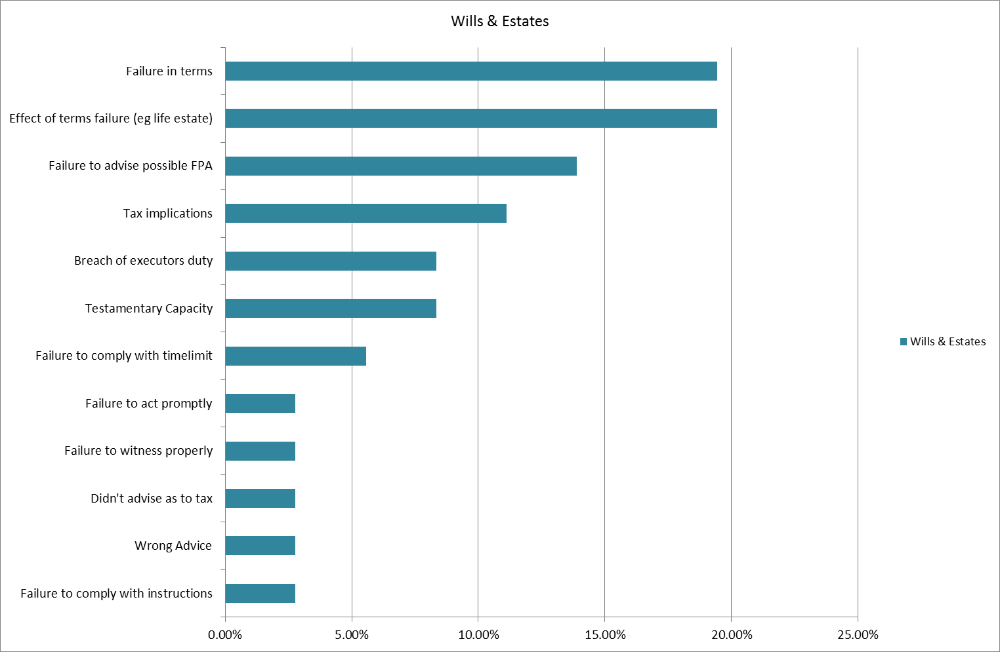 Wills & Estates
Failure in terms
Effect of terms failure (eg life estate)
Failure to advise possible FPA
Tax implications
Breach of executors duty
Testamentary Capacity
Failure to comply with timelimit
Failure to act promptly
Failure to witness properly
Didn't advise as to tax
Wrong Advice
Failure to comply with instructions
0.00% 5.00% 10.00% 15.00% 20.00% 25.00%
Wills & Estates